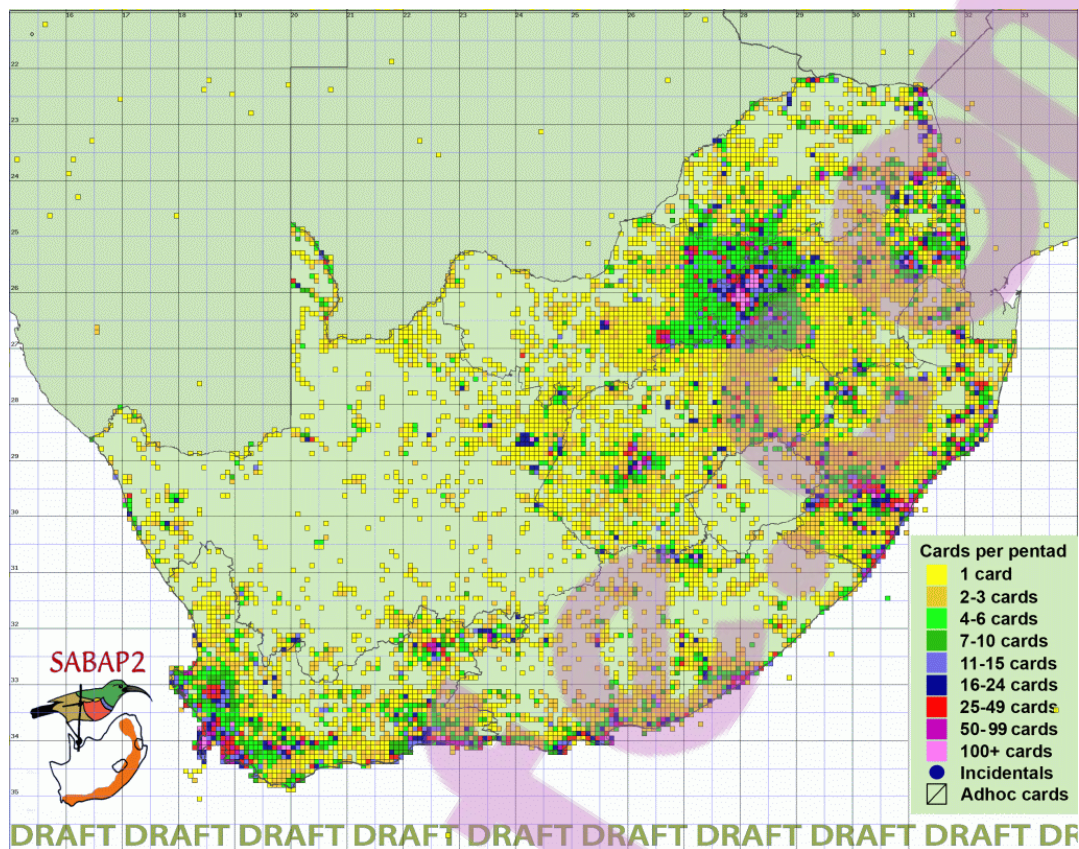 16 17 18 19 20 21 22 23 24 25 26 27 28 29 30 31 32 33
22
23
24
25
26
27
28
29
30
31
32
33
34
35
SABAP2
Cards per pentad
1 card
2-3 cards
4-6 cards
7-10 cards
11-15 cards
16-24 cards
25-49 cards
50-99 cards
100+ cards
Incidentals
Adhoc cards
DRAFT DRAFT DRAFT DRAFT DRAFT DRAFT DRAFT DRAFT DRAFT DR